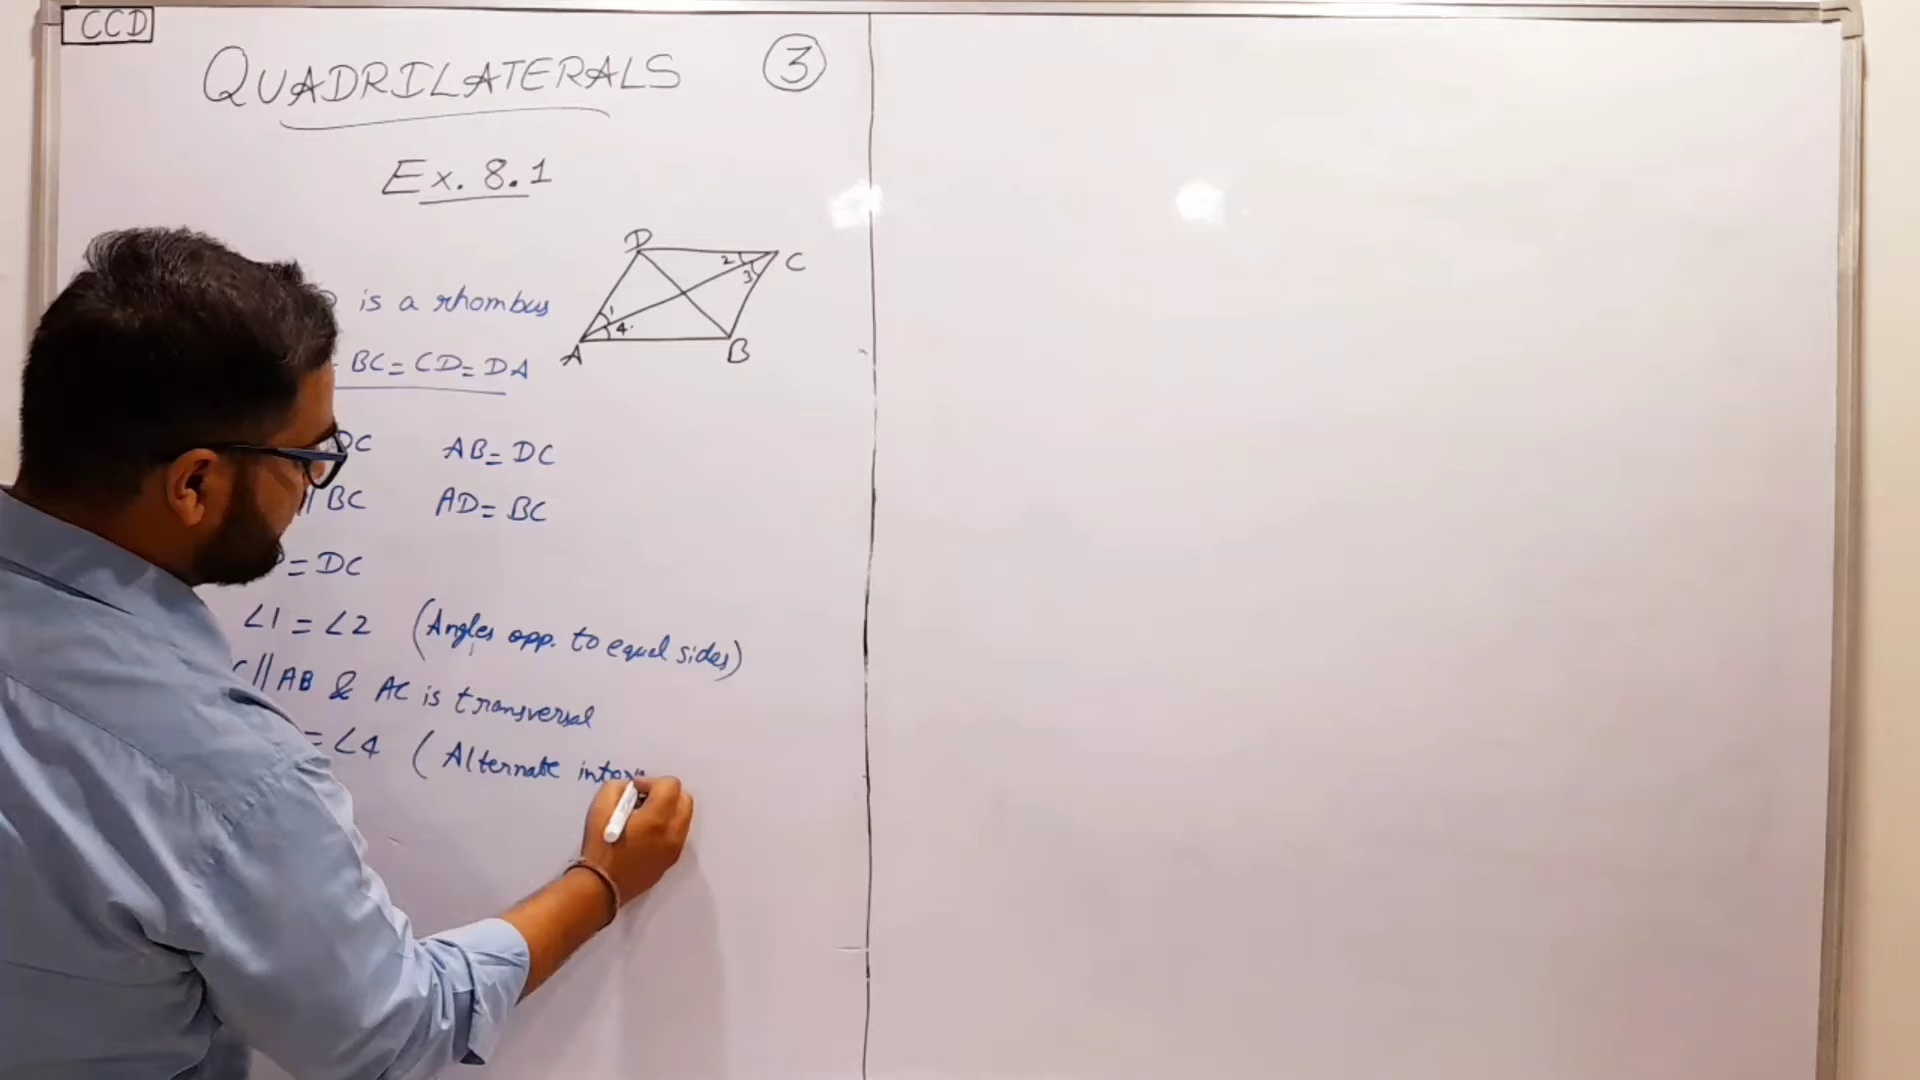 CCD
QUADRILATERALS
3
Ex. 8.1
is a rhombus
BC = CD = DA
D
C
2
3
1
4
A
B
DC AB = DC
|| BC AD = BC
= DC
∠1 = ∠2 (Angles opp. to equal sides)
|| AB & AC is transversal
= ∠4 (Alternate inter